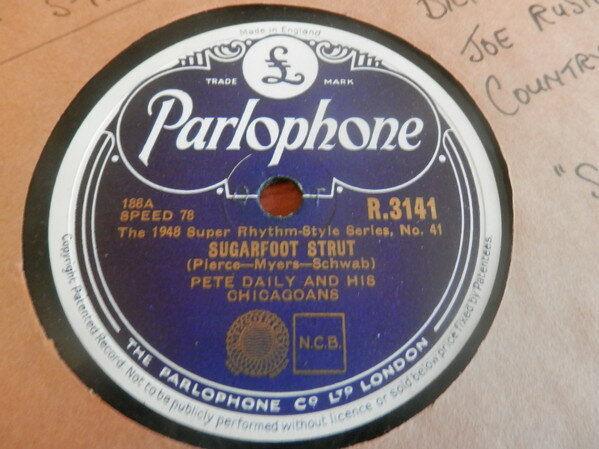 JOE RUSH
COUNTRY
"S
Made in England
TRADE MARK
£
Parlophone
188A
SPEED 78
R.3141
The 1948 Super Rhythm-Style Series, No. 41
SUGARFOOT STRUT
(Pierce—Myers—Schwab)
PETE DAILY AND HIS
CHICAGOANS
N.C.B.
THE PARLOPHONE CO LTD LONDON
Copyright Patented Record. Not to be publicly performed without licence or sold below price fixed by Patentees.